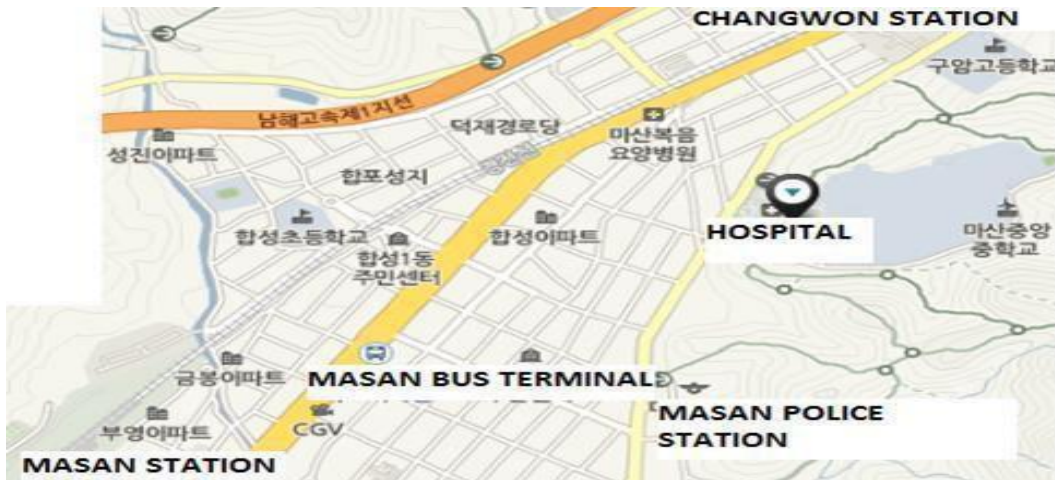 CHANGWON STATION
구암고등학교
남해고속제1지선
덕재경로당
마산복음
요양병원
성진아파트
합포성지
HOSPITAL
마산중앙
중학교
합성초등학교
합성1동
주민센터
합성아파트
금봉아파트
MASAN BUS TERMINAL
MASAN POLICE
STATION
부영아파트
CGV
MASAN STATION